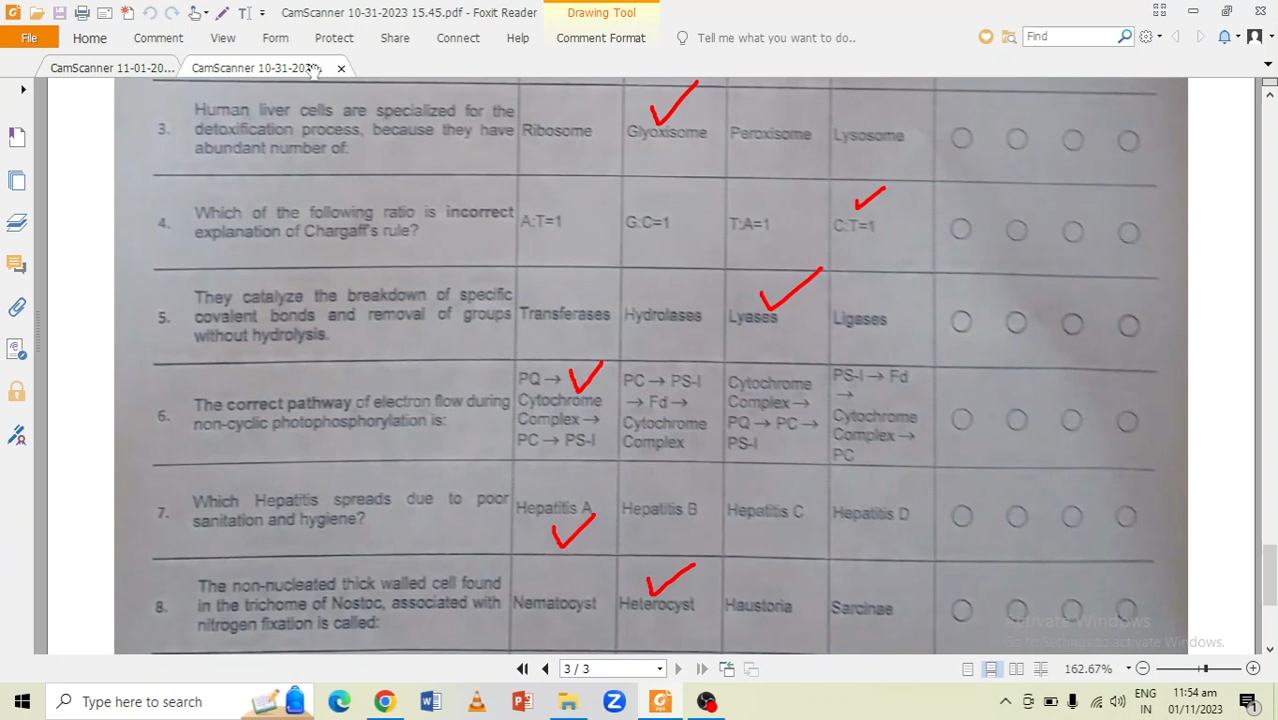 CamScanner 10-31-2023 15.45.pdf - Foxit Reader
Drawing Tool
File Home Comment View Form Protect Share Connect Help Comment Format Tell me what you want to do.. Find
CamScanner 11-01-20... CamScanner 10-31-202
3. Human liver cells are specialized for the detoxification process, because they have abundant number of: Ribosome Glyoxisome Peroxisome Lysosome
4. Which of the following ratio is incorrect explanation of Chargaff's rule? A:T=1 G:C=1 T:A=1 C:T=1
5. They catalyze the breakdown of specific covalent bonds and removal of groups without hydrolysis. Transferases Hydrolases Lyases Ligases
6. The correct pathway of electron flow during non-cyclic photophosphorylation is: PQ → Cytochrome Complex → PC → PS-I PC → PS-I → Fd → Cytochrome Complex Cytochrome Complex → PQ → PC → PS-I PS-I → Fd → Cytochrome Complex → PC
7. Which Hepatitis spreads due to poor sanitation and hygiene? Hepatitis A Hepatitis B Hepatitis C Hepatitis D
8. The non-nucleated thick walled cell found in the trichome of Nostoc, associated with nitrogen fixation is called: Nematocyst Heterocyst Haustoria Sarcinae
Activate Windows
Go to Settings to activate Windows.
3 / 3 162.67%
Type here to search
ENG
IN
11:54 am
01/11/2023